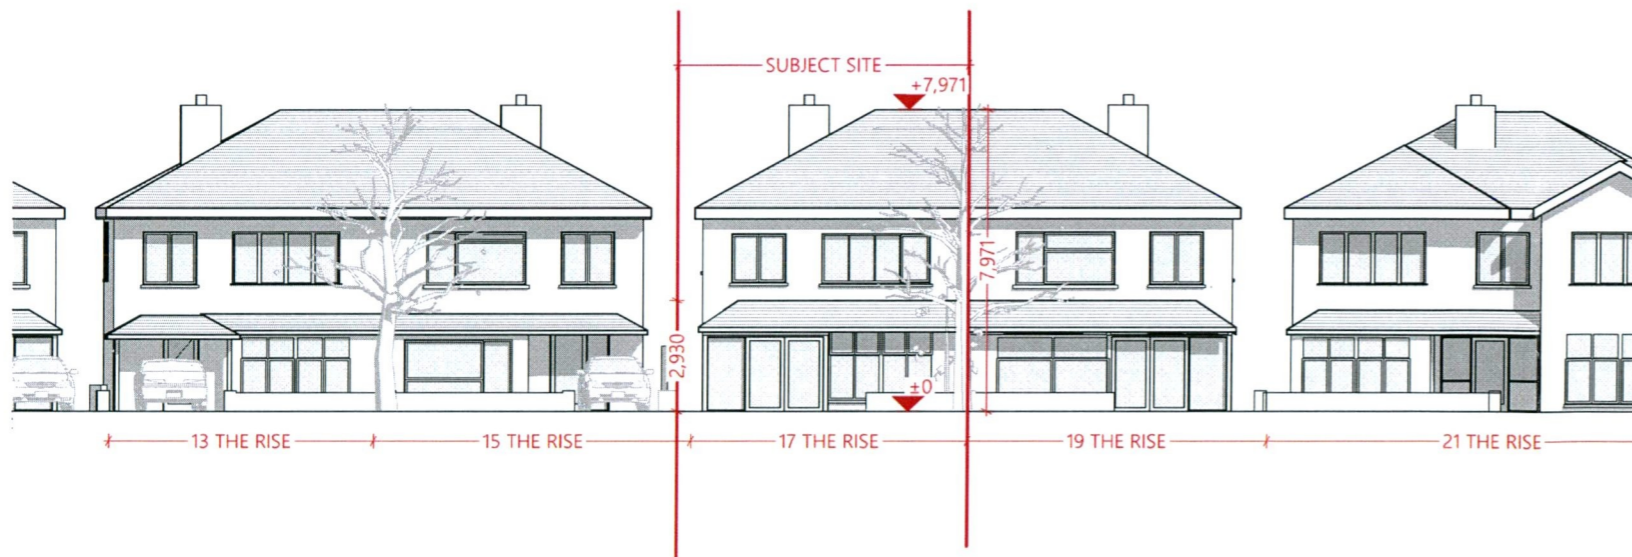 SUBJECT SITE
+7,971
7,971
2,930
±0
13 THE RISE
15 THE RISE
17 THE RISE
19 THE RISE
21 THE RISE